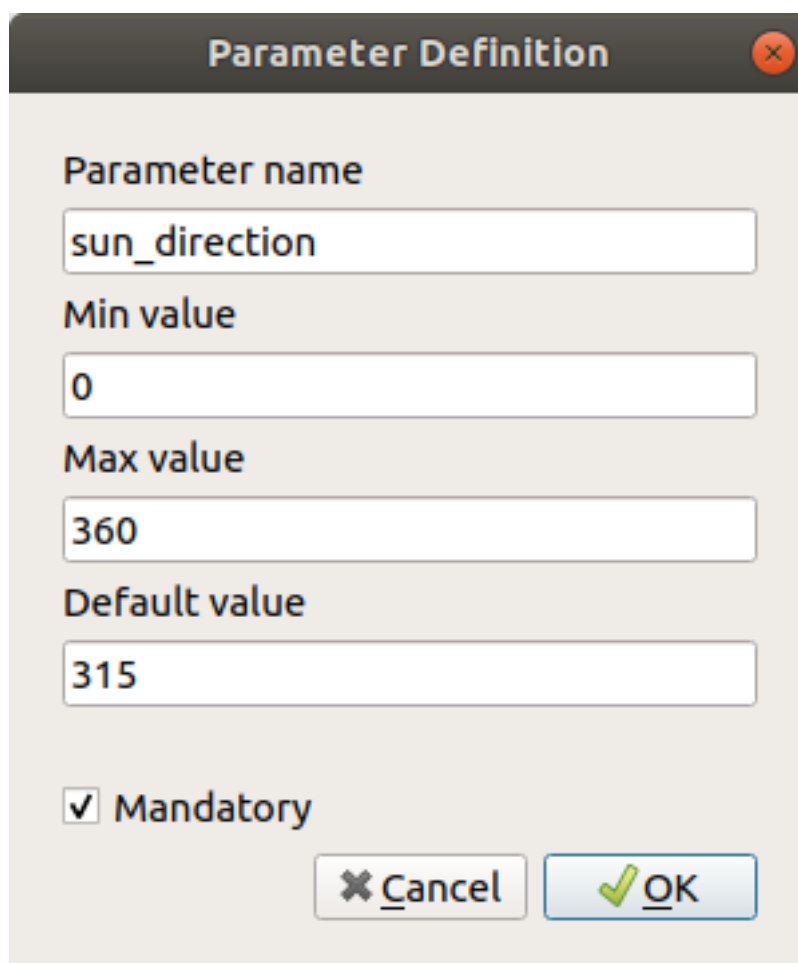 Parameter Definition
Parameter name
sun_direction
Min value
0
Max value
360
Default value
315
Mandatory
Cancel OK